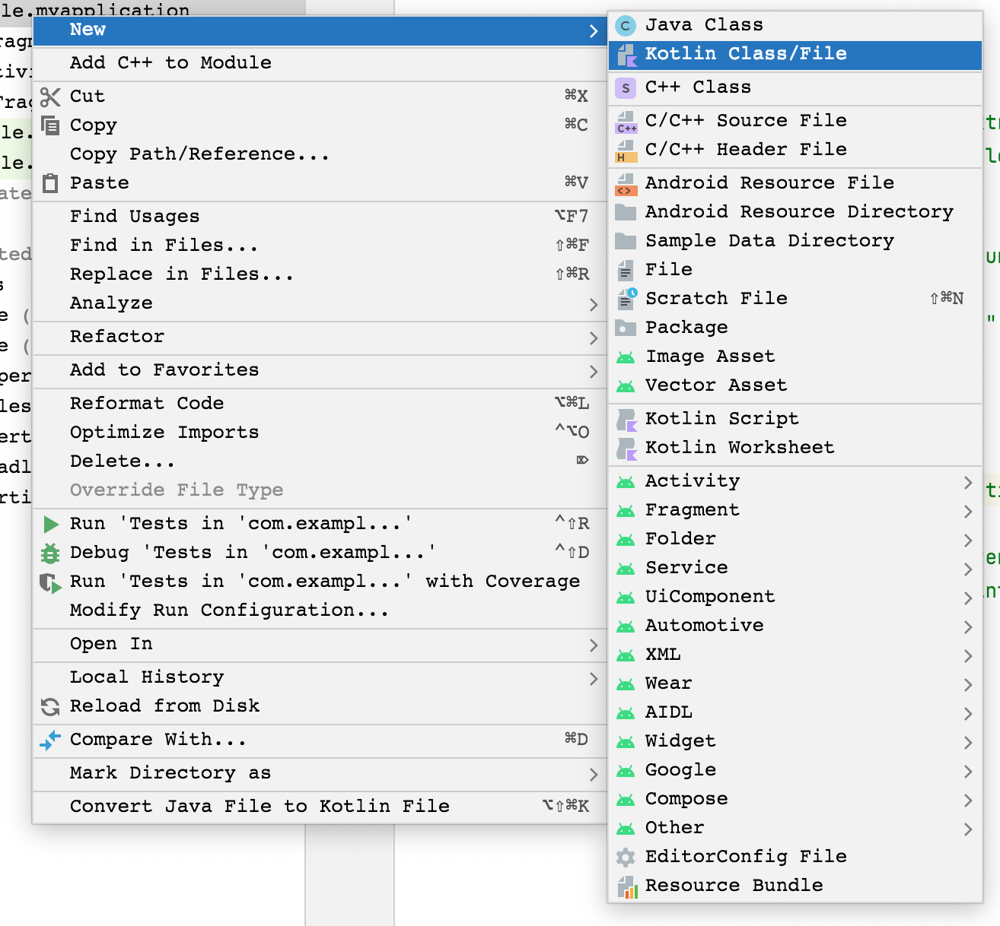 le.myapplication
New
Add C++ to Module
Cut ⌘X
Copy ⌘C
Copy Path/Reference...
Paste ⌘V
Find Usages ⌥F7
Find in Files... ⇧⌘F
Replace in Files... ⇧⌘R
Analyze
Refactor
Add to Favorites
Reformat Code ⌥⌘L
Optimize Imports ^⌥O
Delete... ⌦
Override File Type
Run 'Tests in 'com.exampl...' ^⇧R
Debug 'Tests in 'com.exampl...' ^⇧D
Run 'Tests in 'com.exampl...' with Coverage
Modify Run Configuration...
Open In
Local History
Reload from Disk
Compare With... ⌘D
Mark Directory as
Convert Java File to Kotlin File ⌥⇧⌘K
Java Class
Kotlin Class/File
C++ Class
C/C++ Source File
C/C++ Header File
Android Resource File
Android Resource Directory
Sample Data Directory
File
Scratch File ⇧⌘N
Package
Image Asset
Vector Asset
Kotlin Script
Kotlin Worksheet
Activity
Fragment
Folder
Service
UiComponent
Automotive
XML
Wear
AIDL
Widget
Google
Compose
Other
EditorConfig File
Resource Bundle